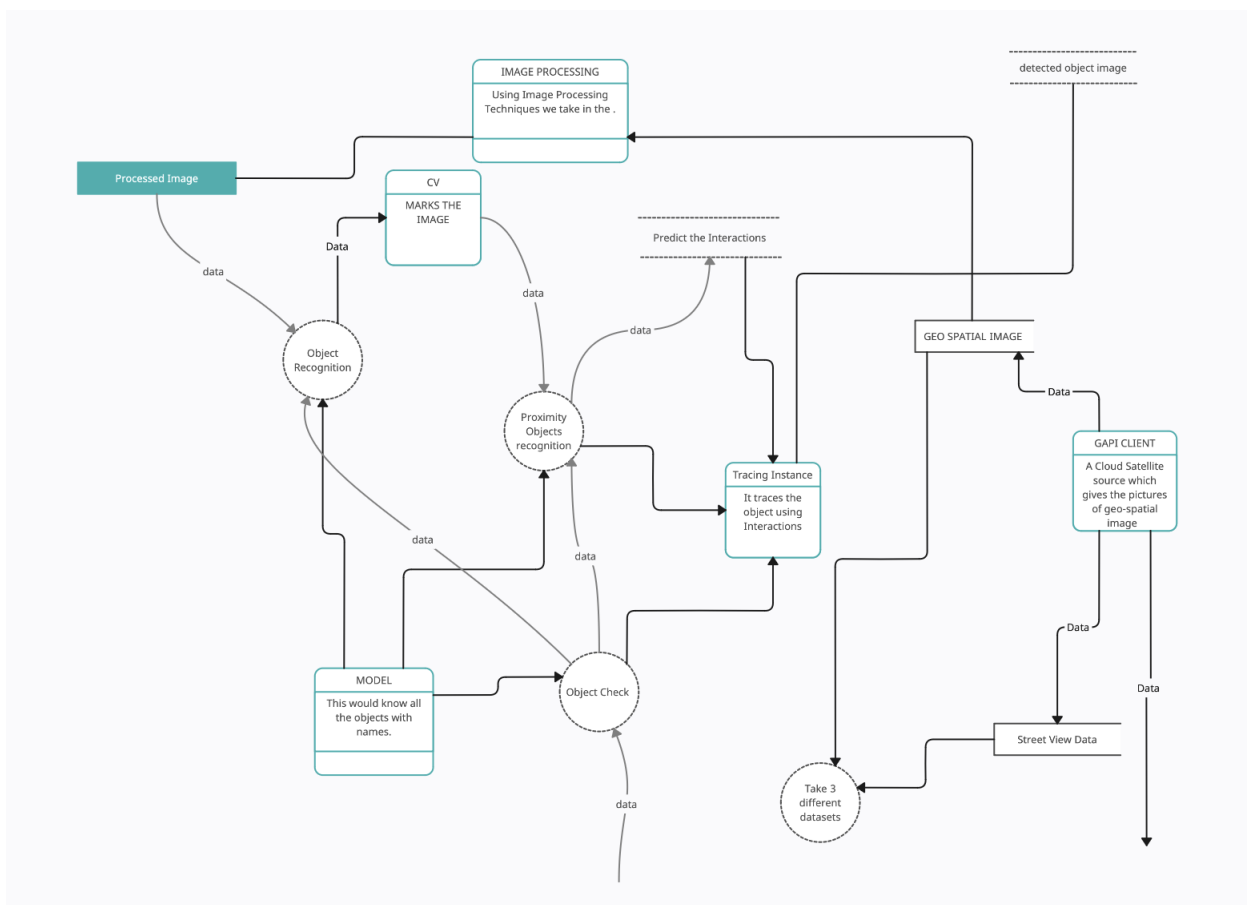 IMAGE PROCESSING
Using Image Processing
Techniques we take in the .
detected object image
Processed Image
CV
MARKS THE
IMAGE
Data
data
Predict the Interactions
data
data
GEO SPATIAL IMAGE
Object
Recognition
Data
Proximity
Objects
recognition
GAPI CLIENT
A Cloud Satellite
source which
gives the pictures
of geo-spatial
image
Tracing Instance
It traces the
object using
Interactions
data
data
Data
MODEL
This would know all
the objects with
names.
Object Check
Data
Street View Data
Take 3
different
datasets
data